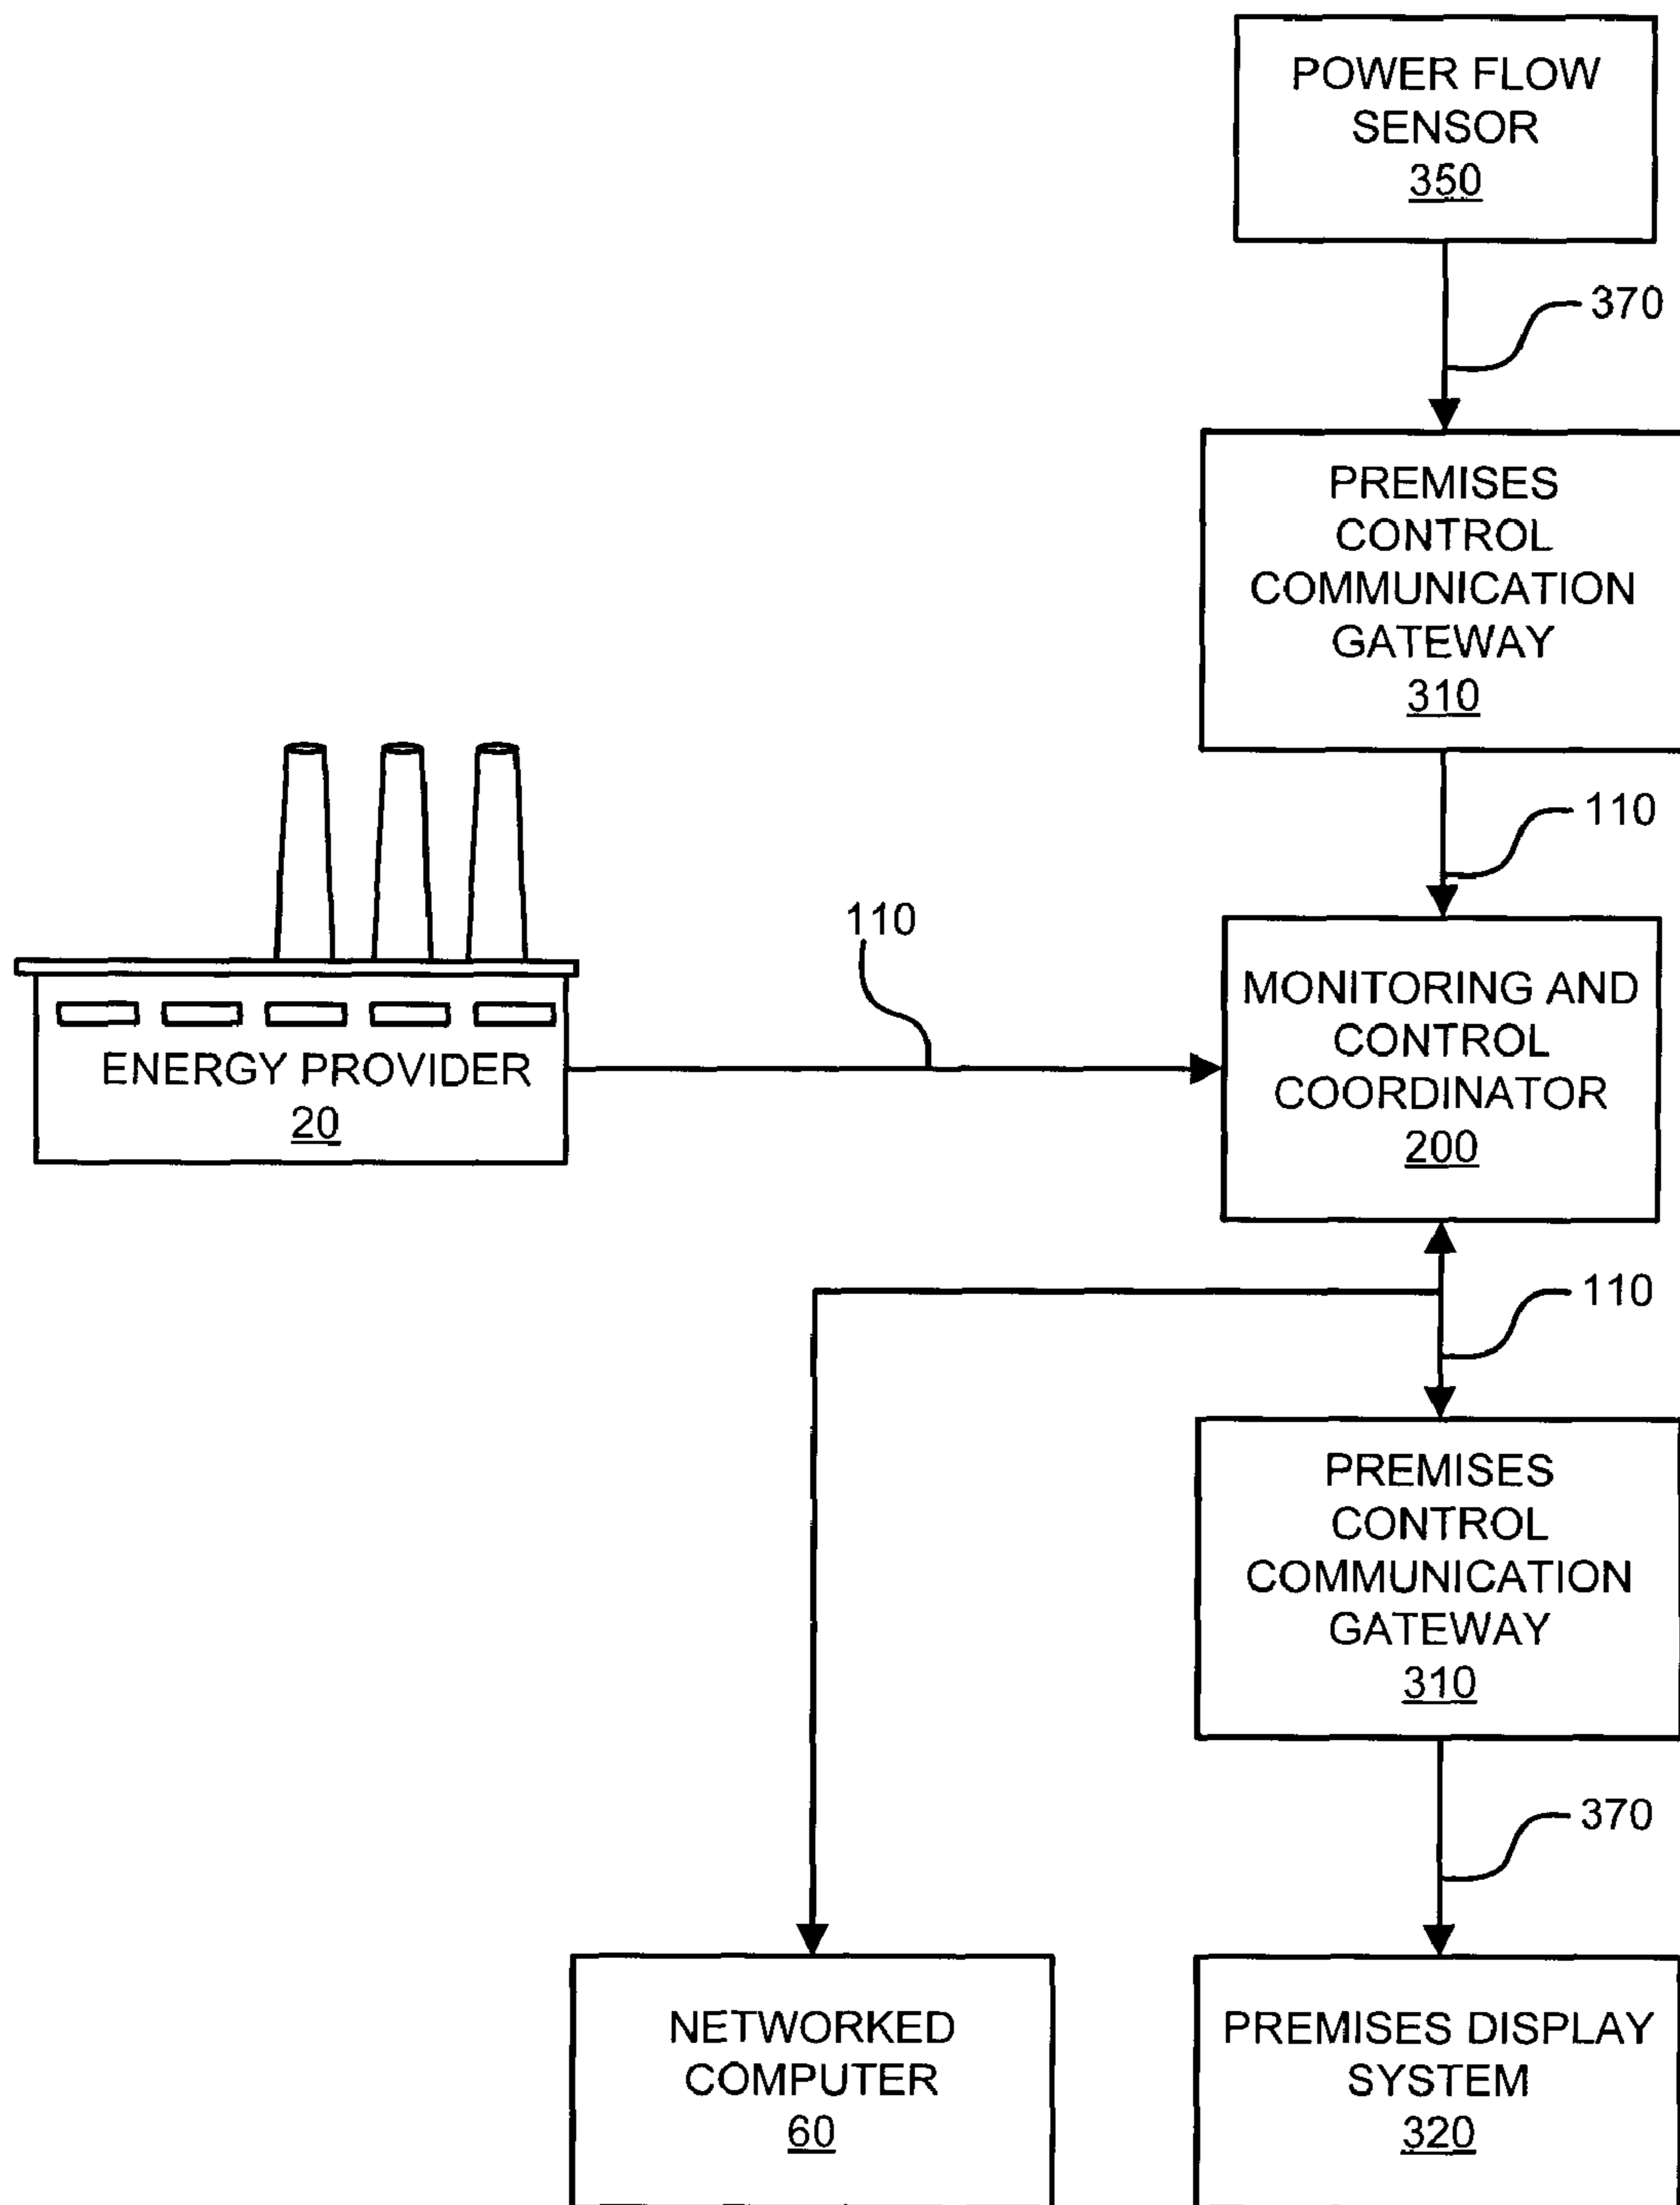 POWER FLOW
SENSOR
350
370
PREMISES
CONTROL
COMMUNICATION
GATEWAY
310
110
110
MONITORING AND
CONTROL
COORDINATOR
200
ENERGY PROVIDER
20
110
PREMISES
CONTROL
COMMUNICATION
GATEWAY
310
370
NETWORKED
COMPUTER
60
PREMISES DISPLAY
SYSTEM
320